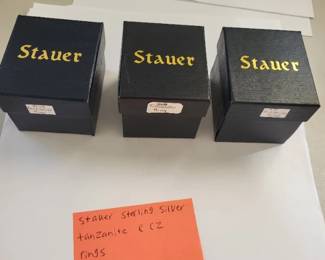 Stauer
Stauer
Stauer
stauer sterling silver
tanzanite & CZ
rings